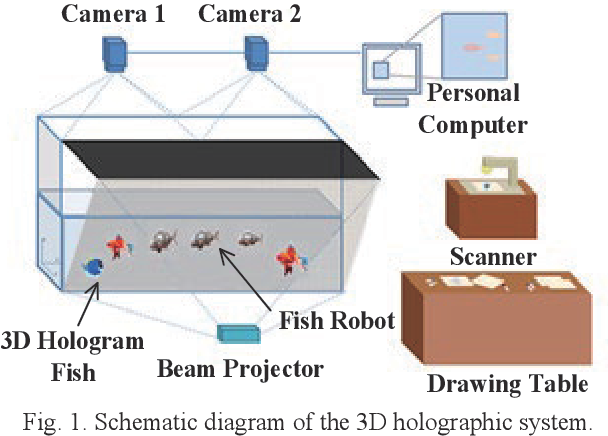 Camera 1
Camera 2
Personal
Computer
Scanner
Fish Robot
3D Hologram
Fish
Beam Projector
Drawing Table
Fig. 1. Schematic diagram of the 3D holographic system.